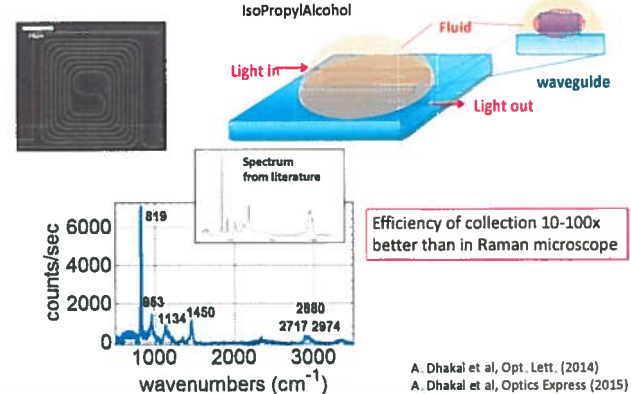 IsoPropylAlcohol
Fluid
Light in
waveguide
Light out
Spectrum
from literature
counts/sec
6000
4000
2000
0
819
953
1134
1450
2880
2717 2974
1000
2000
3000
wavenumbers (cm⁻¹)
Efficiency of collection 10-100x
better than in Raman microscope
A. Dhakal et al, Opt. Lett. (2014)
A. Dhakal et al, Optics Express (2015)